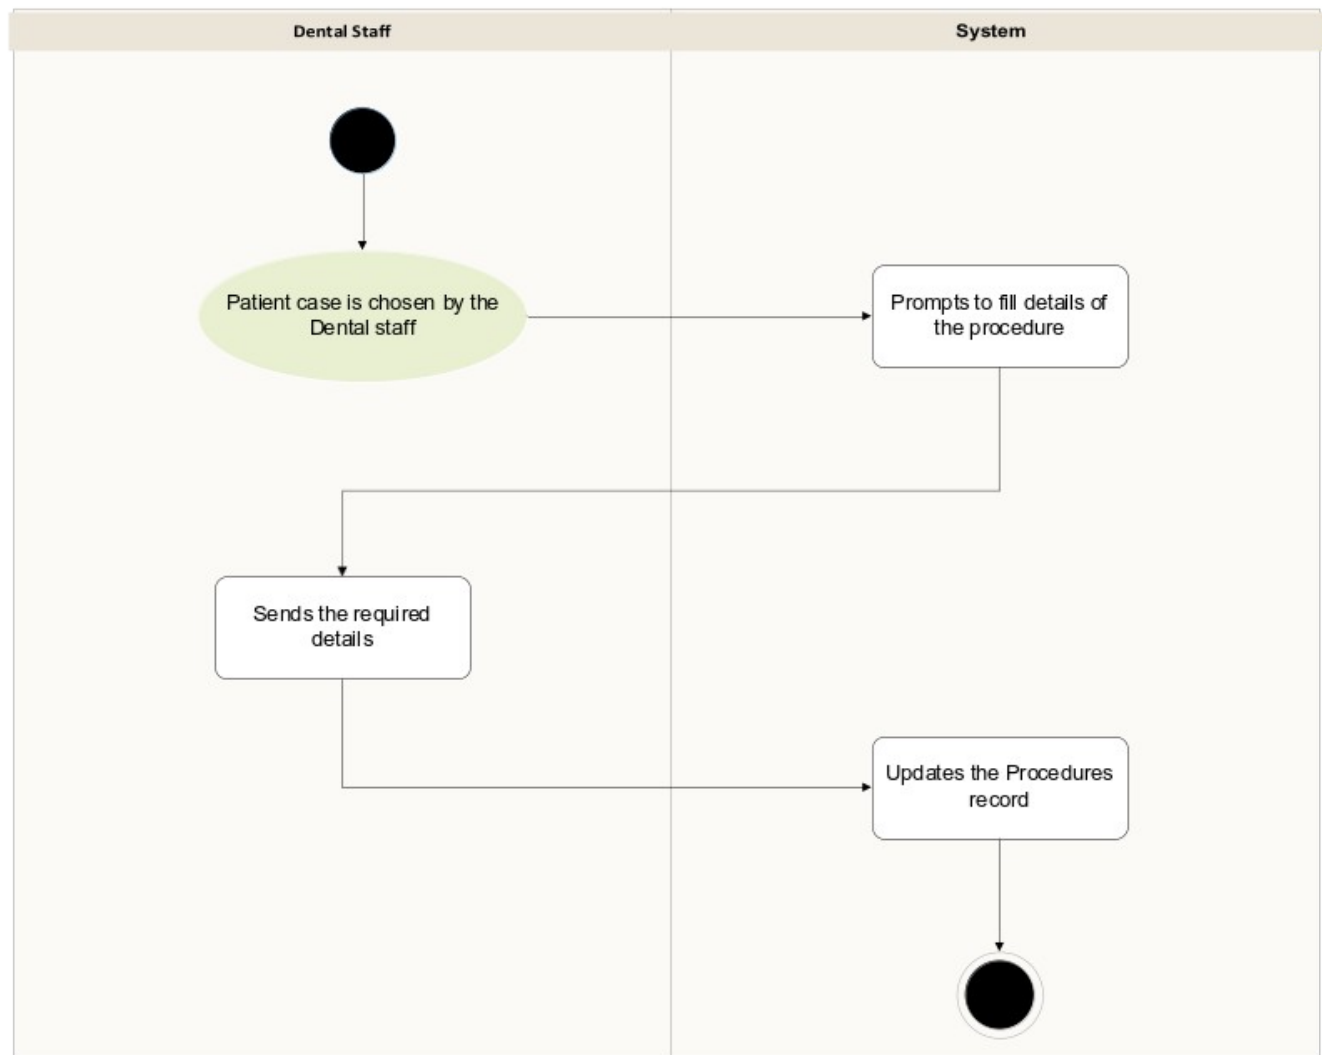 Dental Staff
System
Patient case is chosen by the
Dental staff
Prompts to fill details of
the procedure
Sends the required
details
Updates the Procedures
record